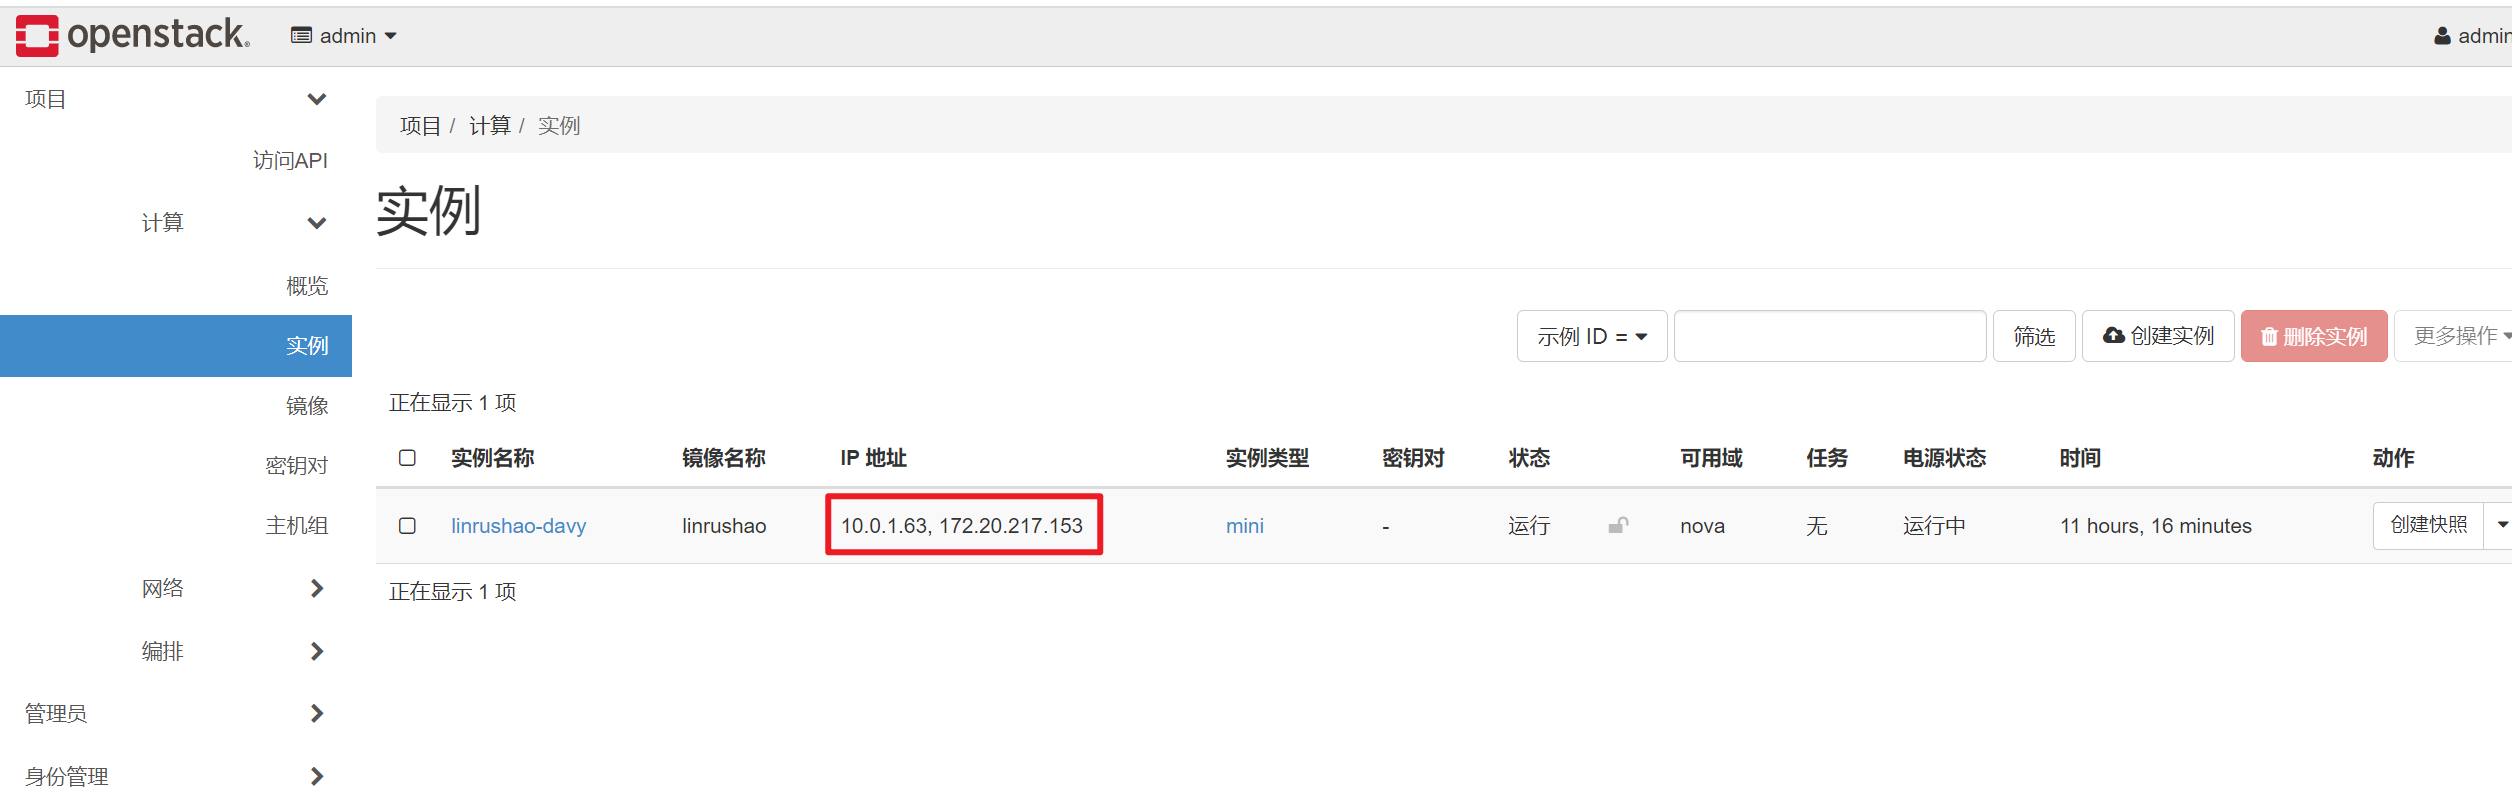 openstack.
admin
admin
项目
访问API
计算
概览
实例
镜像
密钥对
主机组
网络
编排
管理员
身份管理
项目 / 计算 / 实例
实例
示例 ID = 筛选 创建实例 删除实例 更多操作
正在显示 1 项
实例名称 镜像名称 IP 地址 实例类型 密钥对 状态 可用域 任务 电源状态 时间 动作
linrushao-davy linrushao 10.0.1.63, 172.20.217.153 mini - 运行 nova 无 运行中 11 hours, 16 minutes 创建快照
正在显示 1 项